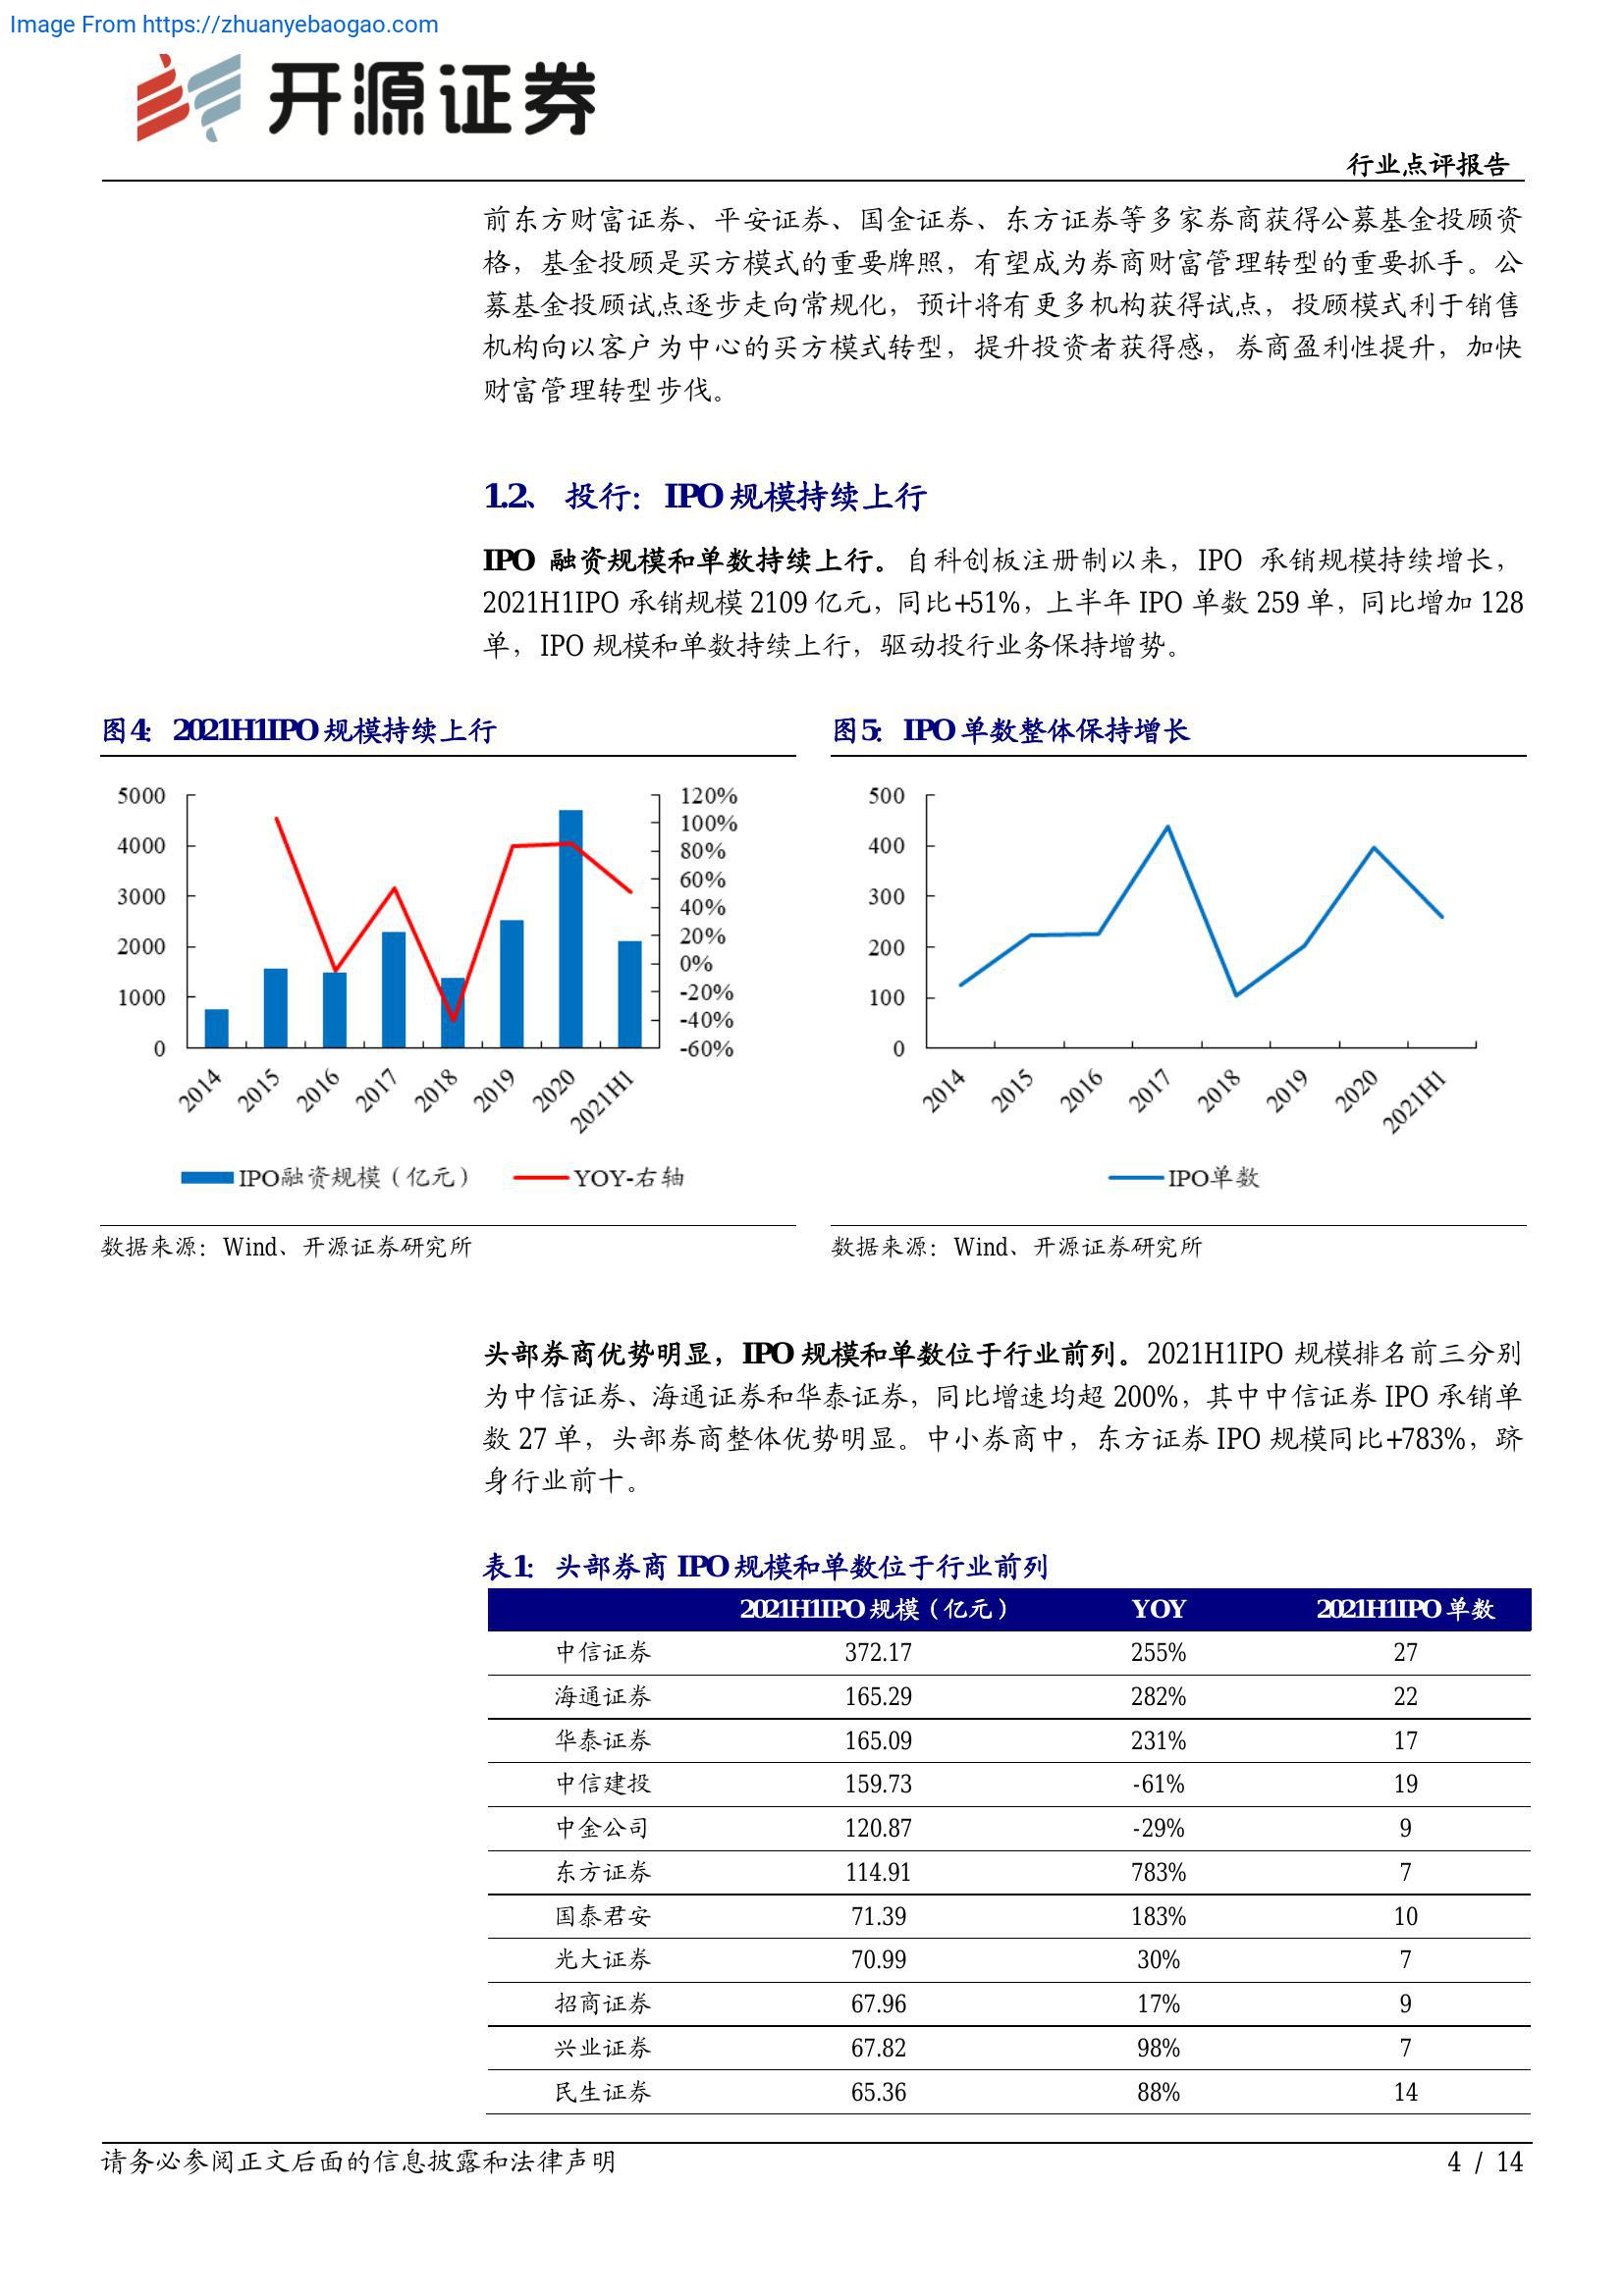 Image From https://zhuanyebaogao.com
开源证券
行业点评报告
前东方财富证券、平安证券、国金证券、东方证券等多家券商获得公募基金投顾资
格，基金投顾是买方模式的重要牌照，有望成为券商财富管理转型的重要抓手。公
募基金投顾试点逐步走向常规化，预计将有更多机构获得试点，投顾模式利于销售
机构向以客户为中心的买方模式转型，提升投资者获得感，券商盈利性提升，加快
财富管理转型步伐。
1.2、 投行：IPO 规模持续上行
IPO 融资规模和单数持续上行。自科创板注册制以来，IPO 承销规模持续增长，
2021H1IPO 承销规模 2109 亿元，同比+51%，上半年 IPO 单数 259 单，同比增加 128
单，IPO 规模和单数持续上行，驱动投行业务保持增势。
图 4：2021H1IPO 规模持续上行
5000
4000
3000
2000
1000
0
120%
100%
80%
60%
40%
20%
0%
-20%
-40%
-60%
2014 2015 2016 2017 2018 2019 2020 2021H1
IPO融资规模（亿元） YOY-右轴
数据来源：Wind、开源证券研究所
图 5：IPO 单数整体保持增长
500
400
300
200
100
0
2014 2015 2016 2017 2018 2019 2020 2021H1
IPO单数
数据来源：Wind、开源证券研究所
头部券商优势明显，IPO 规模和单数位于行业前列。2021H1IPO 规模排名前三分别
为中信证券、海通证券和华泰证券，同比增速均超 200%，其中中信证券 IPO 承销单
数 27 单，头部券商整体优势明显。中小券商中，东方证券 IPO 规模同比+783%，跻
身行业前十。
表 1：头部券商 IPO 规模和单数位于行业前列
2021H1IPO 规模（亿元） YOY 2021H1IPO 单数
中信证券 372.17 255% 27
海通证券 165.29 282% 22
华泰证券 165.09 231% 17
中信建投 159.73 -61% 19
中金公司 120.87 -29% 9
东方证券 114.91 783% 7
国泰君安 71.39 183% 10
光大证券 70.99 30% 7
招商证券 67.96 17% 9
兴业证券 67.82 98% 7
民生证券 65.36 88% 14
请务必参阅正文后面的信息披露和法律声明
4 / 14